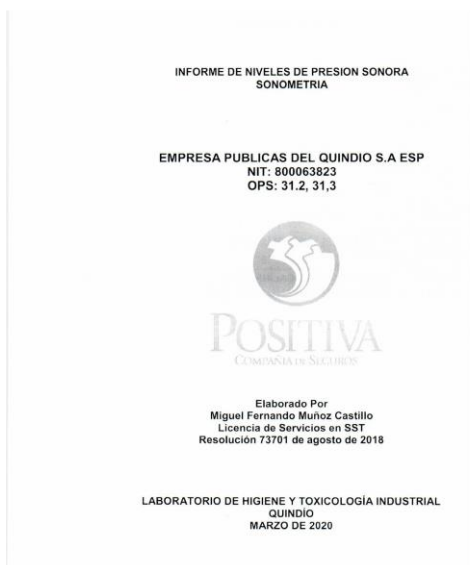 INFORME DE NIVELES DE PRESION SONORA
SONOMETRIA
EMPRESA PUBLICAS DEL QUINDIO S.A ESP
NIT: 800063823
OPS: 31.2, 31,3
POSITIVA
COMPAÑIA DE SEGUROS
Elaborado Por
Miguel Fernando Muñoz Castillo
Licencia de Servicios en SST
Resolución 73701 de agosto de 2018
LABORATORIO DE HIGIENE Y TOXICOLOGÍA INDUSTRIAL
QUINDÍO
MARZO DE 2020